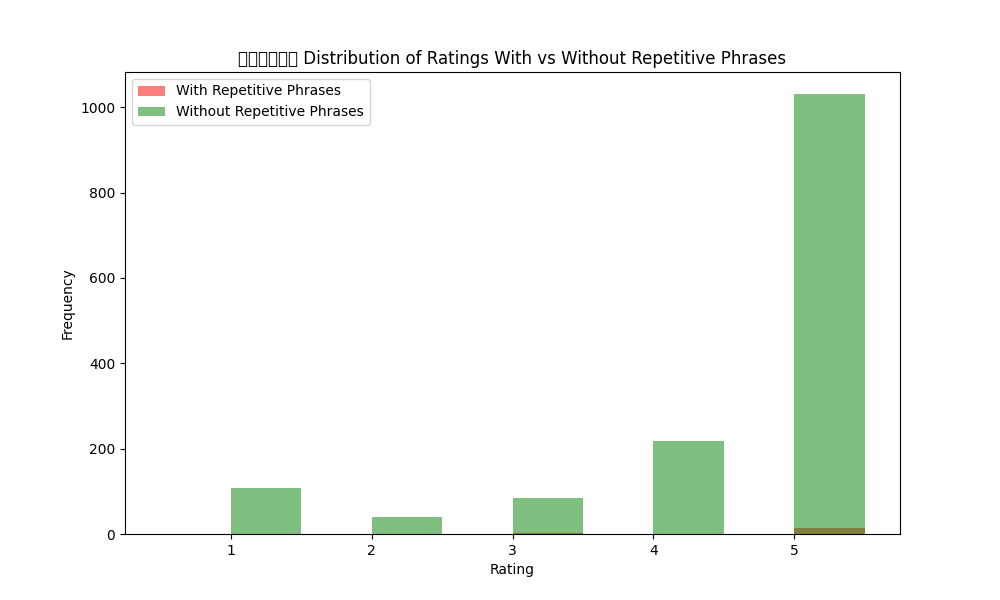 Distribution of Ratings With vs Without Repetitive Phrases
With Repetitive Phrases
Without Repetitive Phrases
1000
800
600
400
200
0
Frequency
1 2 3 4 5
Rating